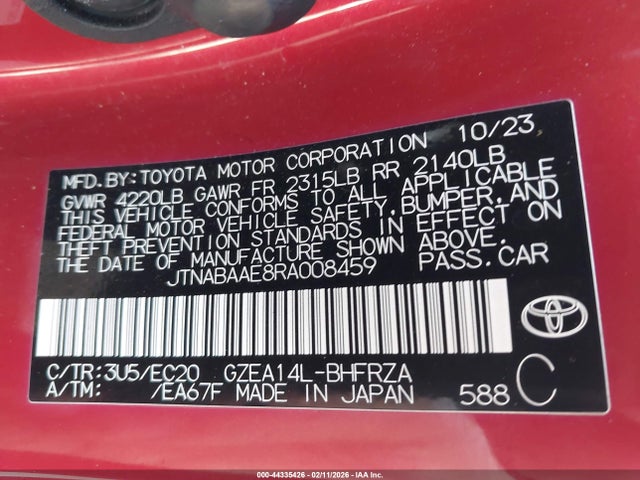 10/23
MFD.BY:TOYOTA MOTOR CORPORATION
GVWR 4220LB GAWR FR 2315LB RR 2140LB
THIS VEHICLE CONFORMS TO ALL APPLICABLE
FEDERAL MOTOR VEHICLE SAFETY,BUMPER,AND
THEFT PREVENTION STANDARDS IN EFFECT ON
THE DATE OF MANUFACTURE SHOWN ABOVE.
JTNABAAE8RA008459 PASS.CAR
C/TR:3U5/EC20 GZEA14L-BHFRZA
A/TM: /EA67F MADE IN JAPAN 588 C
000-44335426 - 02/11/2026 - IAA Inc.